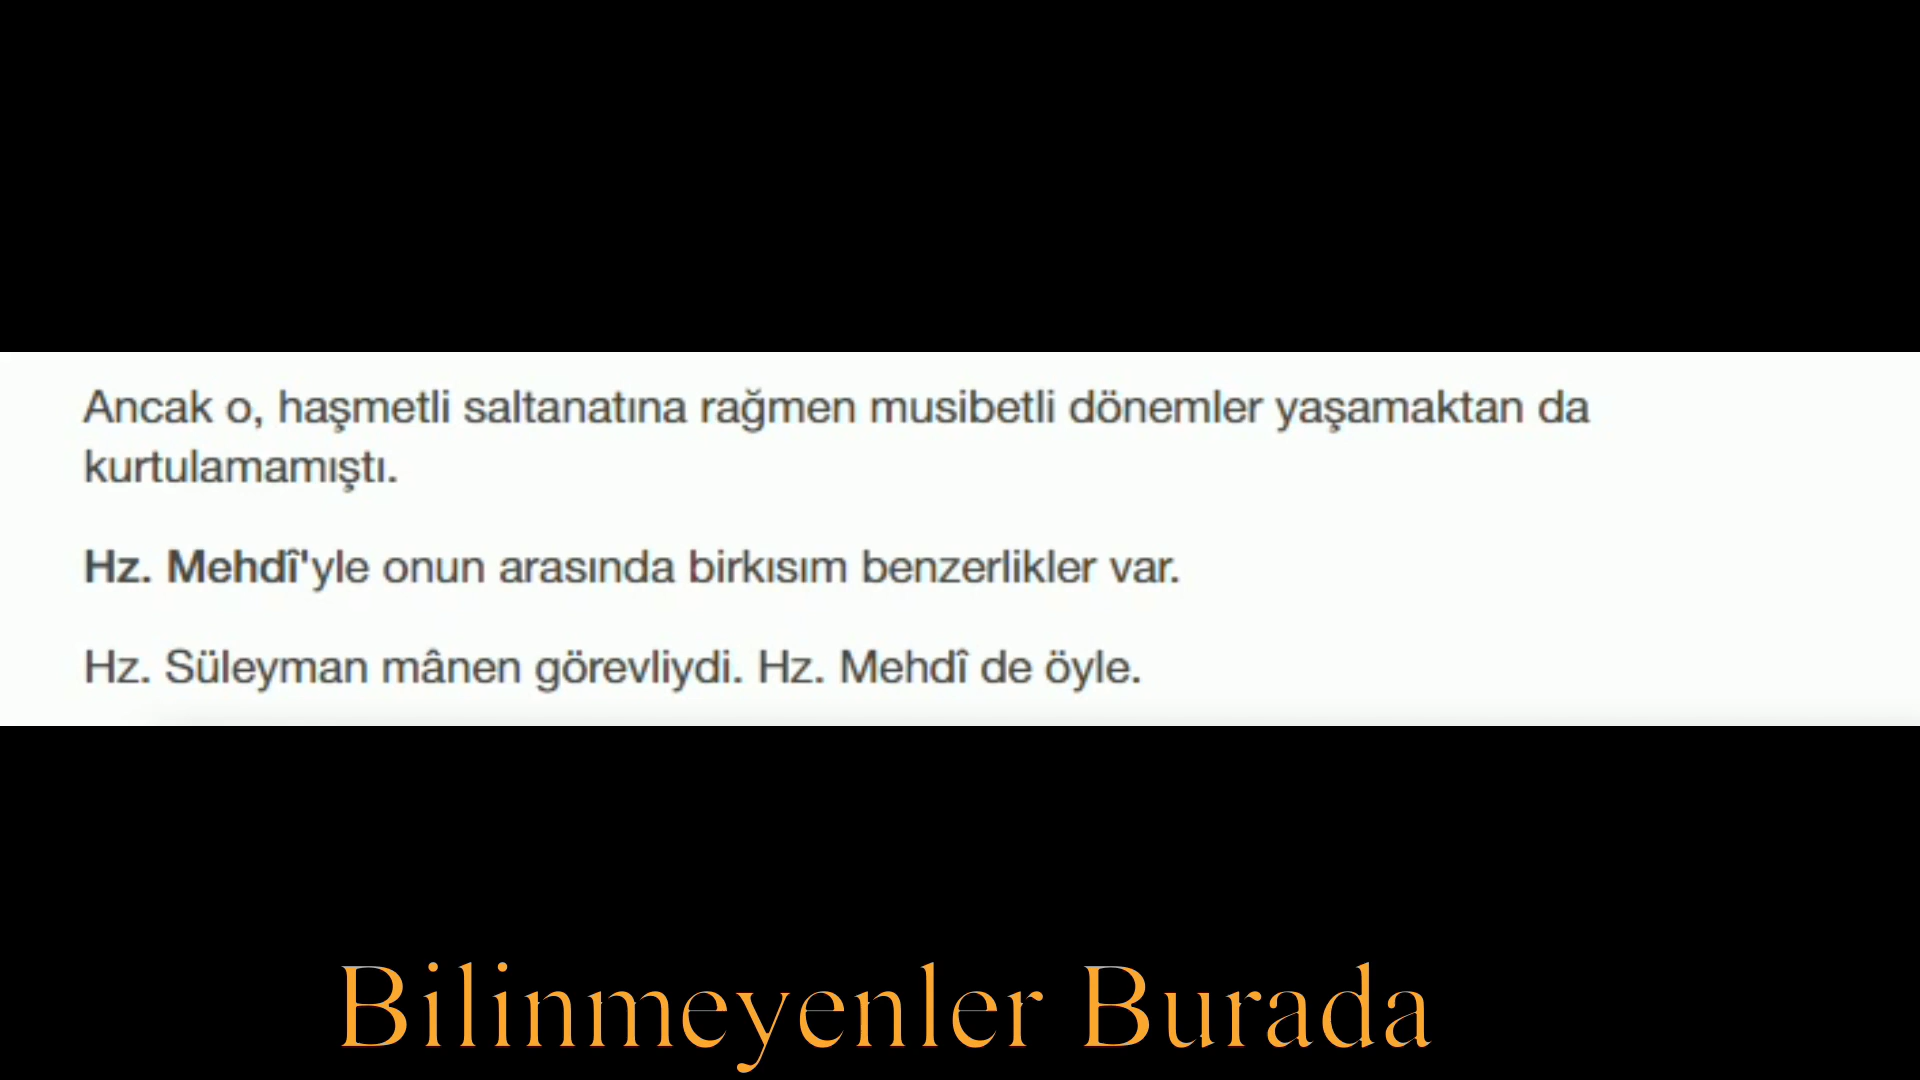 Ancak o, haşmetli saltanatına rağmen musibetli dönemler yaşamaktan da
kurtulamamıştı.
Hz. Mehdî'yle onun arasında birkısım benzerlikler var.
Hz. Süleyman mânen görevliydi. Hz. Mehdî de öyle.
Bilinmeyenler Burada